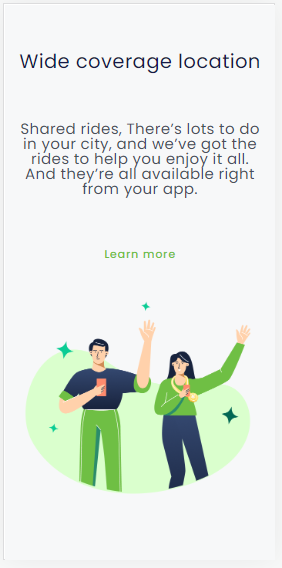 Wide coverage location
Shared rides, There's lots to do
in your city, and we've got the
rides to help you enjoy it all.
And they're all available right
from your app.
Learn more